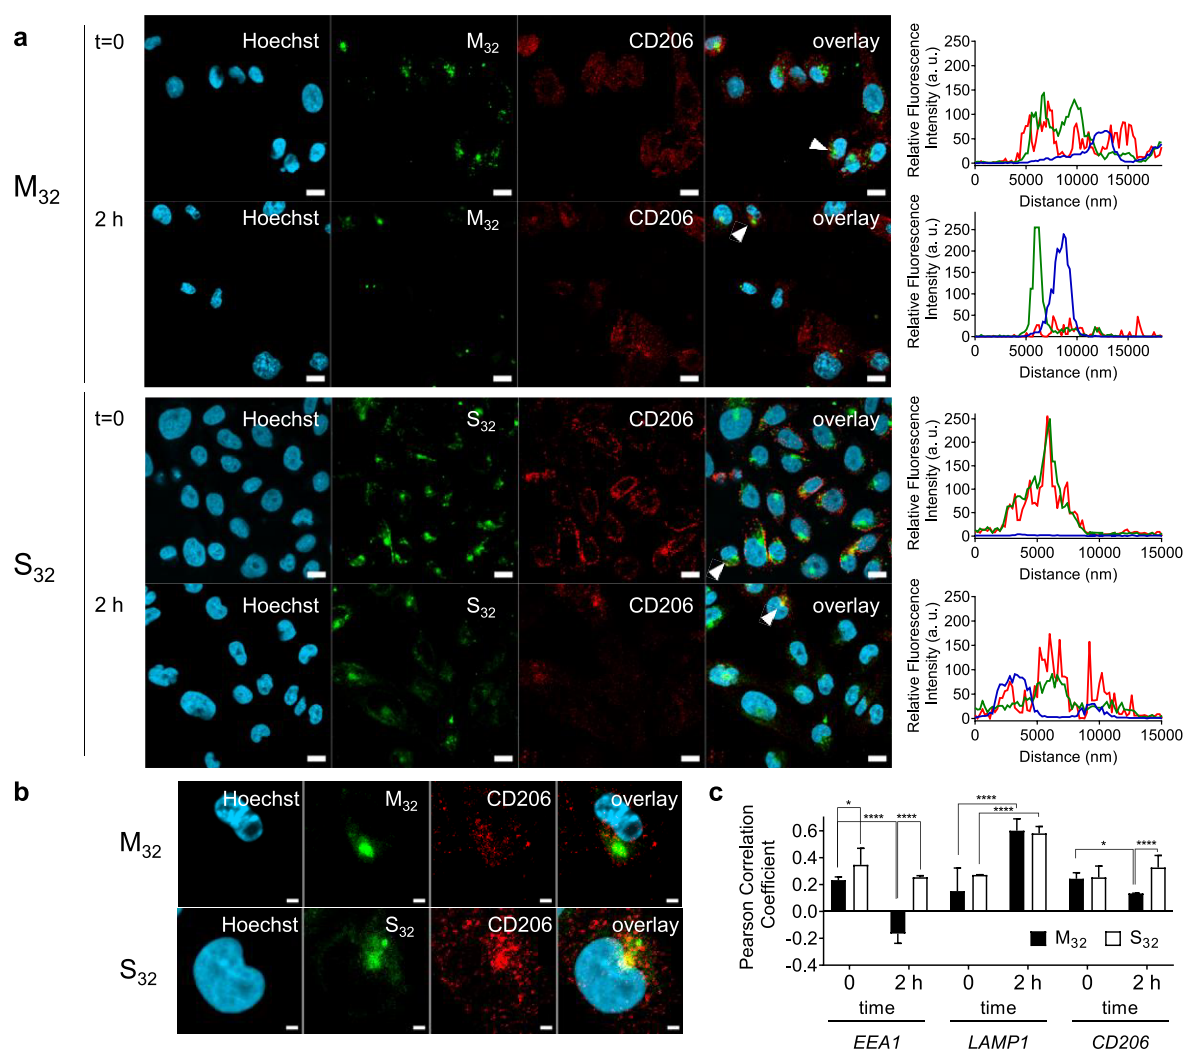 a
t=0
Hoechst
M32
CD206
overlay
Relative Fluorescence
Intensity (a. u.)
250
200
150
100
50
0
0
5000
10000
15000
Distance (nm)
M32
2 h
Hoechst
M32
CD206
overlay
Relative Fluorescence
Intensity (a. u.)
250
200
150
100
50
0
0
5000
10000
15000
Distance (nm)
t=0
Hoechst
S32
CD206
overlay
Relative Fluorescence
Intensity (a. u.)
250
200
150
100
50
0
0
5000
10000
15000
Distance (nm)
S32
2 h
Hoechst
S32
CD206
overlay
Relative Fluorescence
Intensity (a. u.)
250
200
150
100
50
0
0
5000
10000
15000
Distance (nm)
b
M32
Hoechst
M32
CD206
overlay
S32
Hoechst
S32
CD206
overlay
c
Pearson Correlation
Coefficient
0.6
0.4
0.2
0
-0.2
-0.4
*
****
****
****
****
*
****
M32
S32
0
2 h
0
2 h
0
2 h
time
time
time
EEA1
LAMP1
CD206